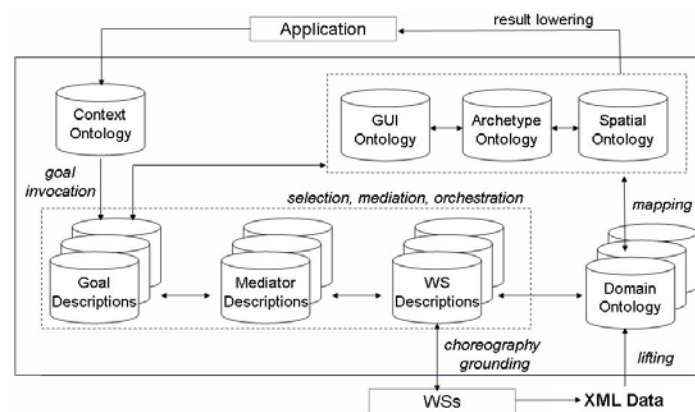 Application
result lowering
Context
Ontology
GUI
Ontology
Archetype
Ontology
Spatial
Ontology
goal
invocation
selection, mediation, orchestration
mapping
Goal
Descriptions
Mediator
Descriptions
WS
Descriptions
Domain
Ontology
choreography
grounding
lifting
WSs
XML Data